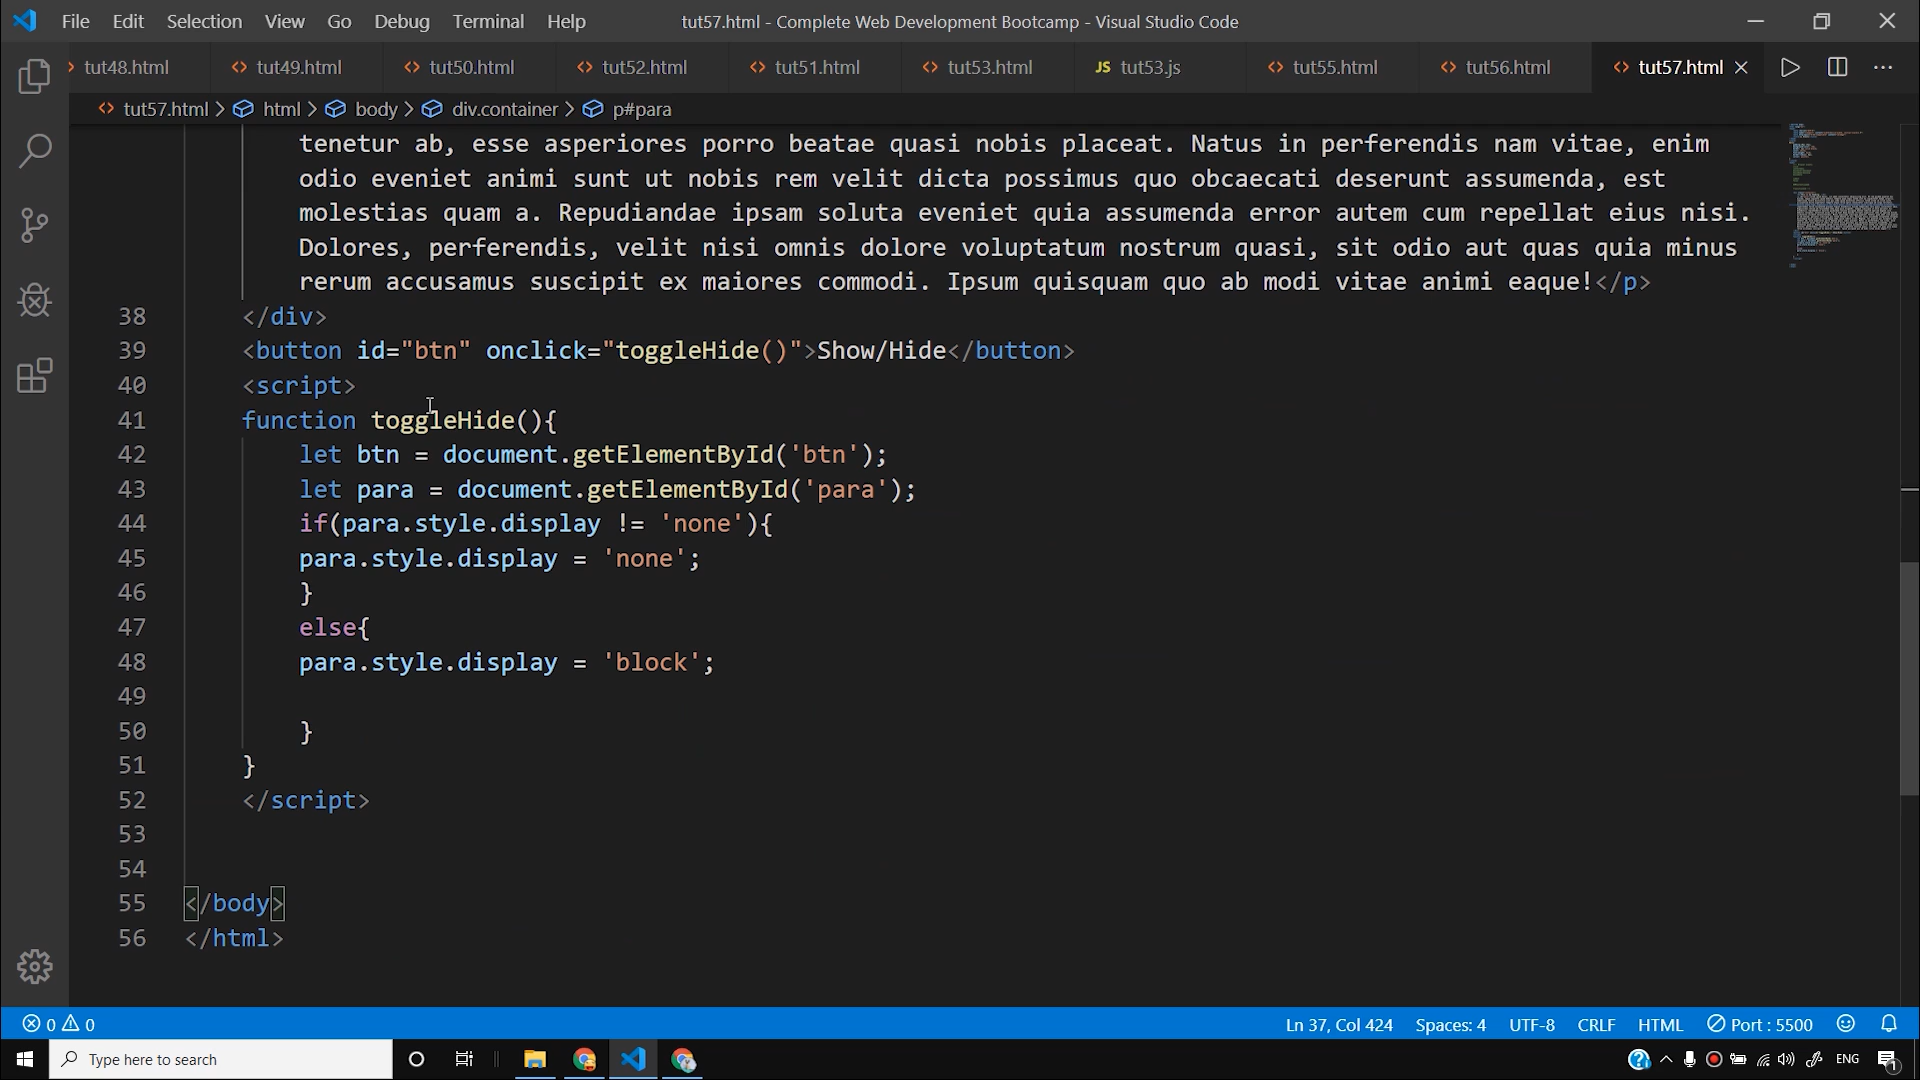 File Edit Selection View Go Debug Terminal Help tut57.html - Complete Web Development Bootcamp - Visual Studio Code
tut48.html tut49.html tut50.html tut52.html tut51.html tut53.html JS tut53.js tut55.html tut56.html tut57.html
tut57.html > html > body > div.container > p#para
tenetur ab, esse asperiores porro beatae quasi nobis placeat. Natus in perferendis nam vitae, enim
odio eveniet animi sunt ut nobis rem velit dicta possimus quo obcaecati deserunt assumenda, est
molestias quam a. Repudiandae ipsam soluta eveniet quia assumenda error autem cum repellat eius nisi.
Dolores, perferendis, velit nisi omnis dolore voluptatum nostrum quasi, sit odio aut quas quia minus
rerum accusamus suscipit ex maiores commodi. Ipsum quisquam quo ab modi vitae animi eaque!</p>
38 </div>
39 <button id="btn" onclick="toggleHide()">Show/Hide</button>
40 <script>
41 function toggleHide(){
42 let btn = document.getElementById('btn');
43 let para = document.getElementById('para');
44 if(para.style.display != 'none'){
45 para.style.display = 'none';
46 }
47 else{
48 para.style.display = 'block';
49
50 }
51 }
52 </script>
53
54
55 </body>
56 </html>
0 0 Ln 37, Col 424 Spaces: 4 UTF-8 CRLF HTML Port : 5500
Type here to search ENG 1